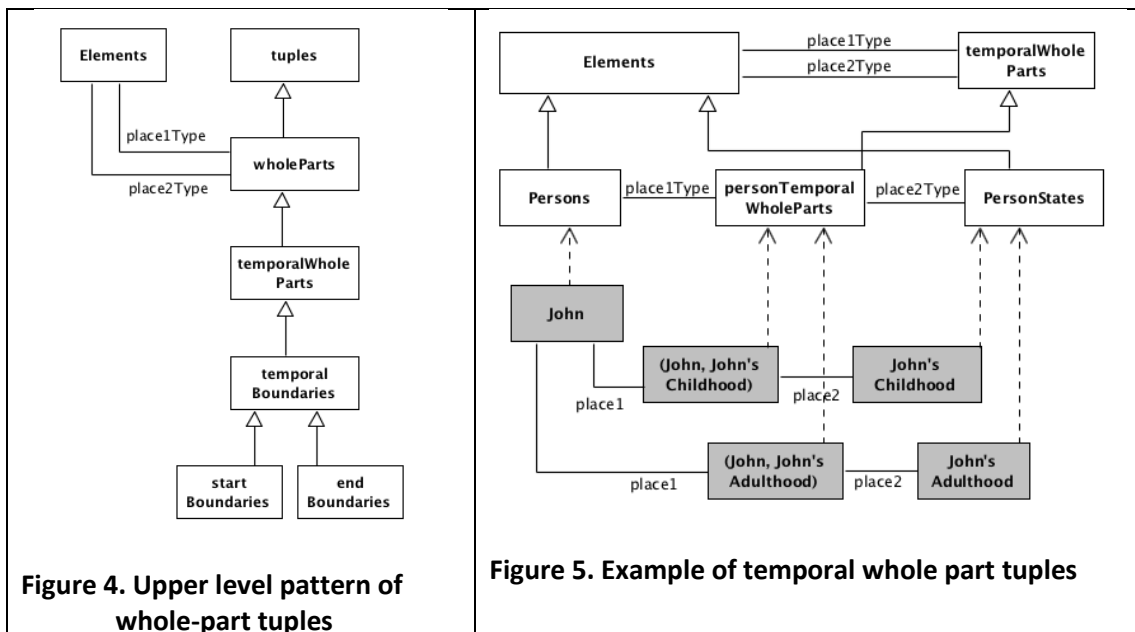 Elements
tuples
place1Type
place2Type
wholeParts
temporalWhole
Parts
temporal
Boundaries
start
Boundaries
end
Boundaries
Figure 4. Upper level pattern of
whole-part tuples
Elements
place1Type
place2Type
temporalWhole
Parts
Persons
place1Type
personTemporal
WholeParts
place2Type
PersonStates
John
(John, John's
Childhood)
John's
Childhood
place1
place2
(John, John's
Adulthood)
John's
Adulthood
place1
place2
Figure 5. Example of temporal whole part tuples